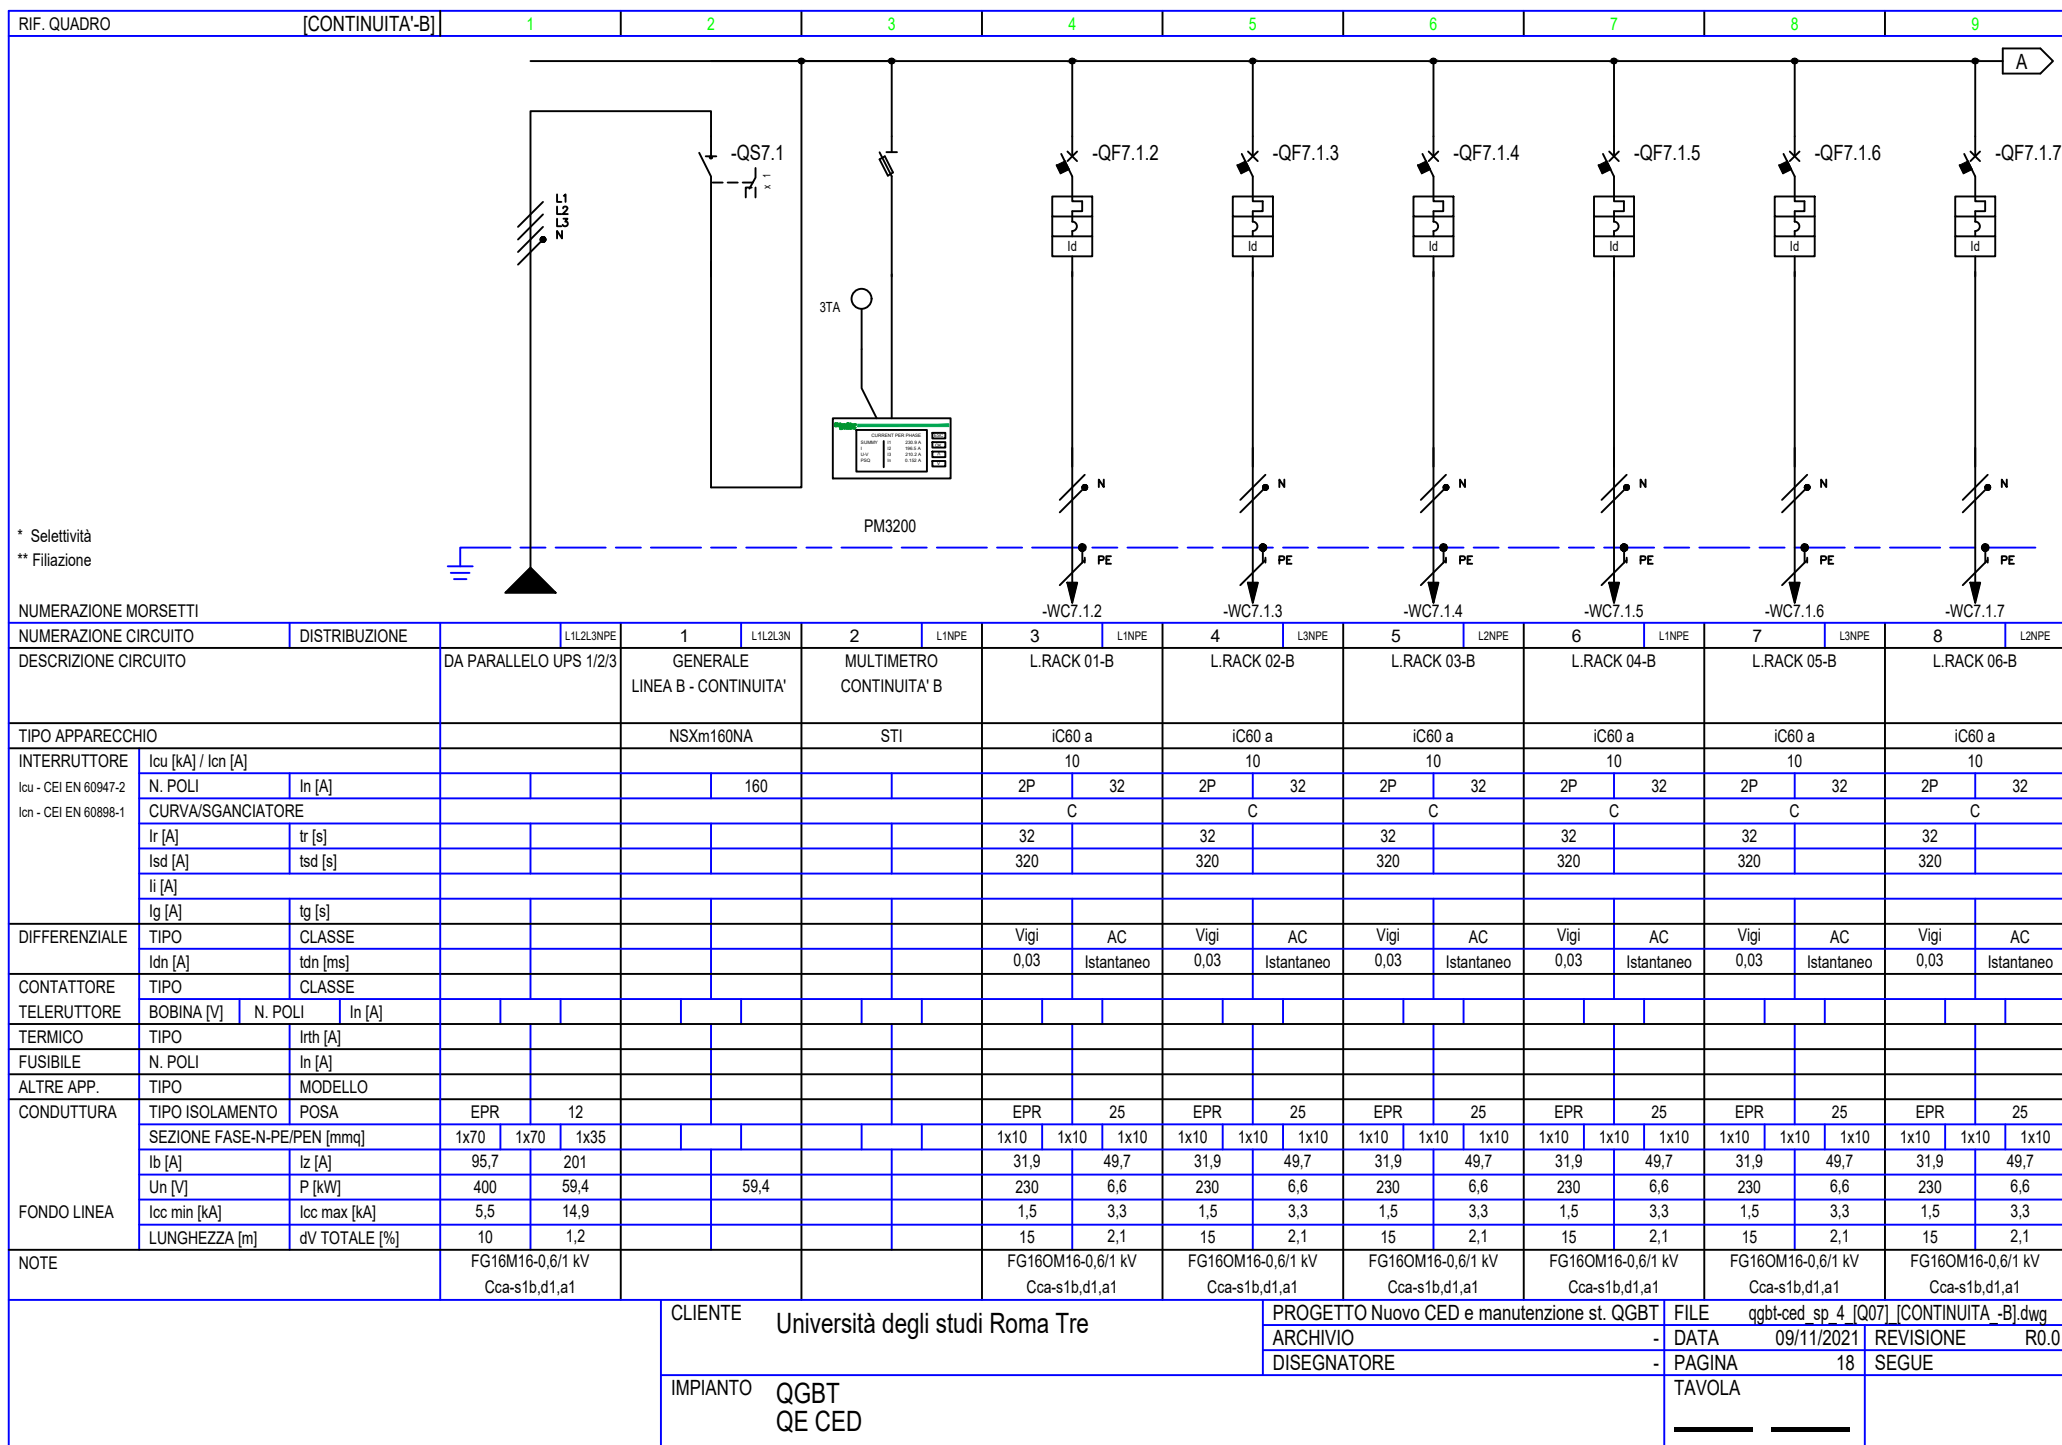 RIF. QUADRO [CONTINUITA'-B] 1 2 3 4 5 6 7 8 9
A
-QS7.1 -QF7.1.2 -QF7.1.3 -QF7.1.4 -QF7.1.5 -QF7.1.6 -QF7.1.7
x 1
L1
L2
L3
N
Id Id Id Id Id Id
3TA
CURRENT PER PHASE
N N N N N N
PM3200
* Selettività
** Filiazione
PE PE PE PE PE PE
NUMERAZIONE MORSETTI -WC7.1.2 -WC7.1.3 -WC7.1.4 -WC7.1.5 -WC7.1.6 -WC7.1.7
NUMERAZIONE CIRCUITO DISTRIBUZIONE L1L2L3NPE 1 L1L2L3N 2 L1NPE 3 L1NPE 4 L3NPE 5 L2NPE 6 L1NPE 7 L3NPE 8 L2NPE
DESCRIZIONE CIRCUITO DA PARALLELO UPS 1/2/3 GENERALE MULTIMETRO L.RACK 01-B L.RACK 02-B L.RACK 03-B L.RACK 04-B L.RACK 05-B L.RACK 06-B
LINEA B - CONTINUITA' CONTINUITA' B
TIPO APPARECCHIO NSXm160NA STI iC60 a iC60 a iC60 a iC60 a iC60 a iC60 a
INTERRUTTORE Icu [kA] / Icn [A] 10 10 10 10 10 10
Icu - CEI EN 60947-2 N. POLI In [A] 160 2P 32 2P 32 2P 32 2P 32 2P 32 2P 32
Icn - CEI EN 60898-1 CURVA/SGANCIATORE C C C C C C
Ir [A] tr [s] 32 32 32 32 32 32
Isd [A] tsd [s] 320 320 320 320 320 320
Ii [A]
Ig [A] tg [s]
DIFFERENZIALE TIPO CLASSE Vigi AC Vigi AC Vigi AC Vigi AC Vigi AC Vigi AC
Idn [A] tdn [ms] 0,03 Istantaneo 0,03 Istantaneo 0,03 Istantaneo 0,03 Istantaneo 0,03 Istantaneo 0,03 Istantaneo
CONTATTORE TIPO CLASSE
TELERUTTORE BOBINA [V] N. POLI In [A]
TERMICO TIPO Irth [A]
FUSIBILE N. POLI In [A]
ALTRE APP. TIPO MODELLO
CONDUTTURA TIPO ISOLAMENTO POSA EPR 12 EPR 25 EPR 25 EPR 25 EPR 25 EPR 25 EPR 25
SEZIONE FASE-N-PE/PEN [mmq] 1x70 1x70 1x35 1x10 1x10 1x10 1x10 1x10 1x10 1x10 1x10 1x10 1x10 1x10 1x10 1x10 1x10 1x10 1x10 1x10 1x10
Ib [A] Iz [A] 95,7 201 31,9 49,7 31,9 49,7 31,9 49,7 31,9 49,7 31,9 49,7 31,9 49,7
Un [V] P [kW] 400 59,4 59,4 230 6,6 230 6,6 230 6,6 230 6,6 230 6,6 230 6,6
FONDO LINEA Icc min [kA] Icc max [kA] 5,5 14,9 1,5 3,3 1,5 3,3 1,5 3,3 1,5 3,3 1,5 3,3 1,5 3,3
LUNGHEZZA [m] dV TOTALE [%] 10 1,2 15 2,1 15 2,1 15 2,1 15 2,1 15 2,1 15 2,1
NOTE FG16M16-0,6/1 kV FG16OM16-0,6/1 kV FG16OM16-0,6/1 kV FG16OM16-0,6/1 kV FG16OM16-0,6/1 kV FG16OM16-0,6/1 kV FG16OM16-0,6/1 kV
Cca-s1b,d1,a1 Cca-s1b,d1,a1 Cca-s1b,d1,a1 Cca-s1b,d1,a1 Cca-s1b,d1,a1 Cca-s1b,d1,a1 Cca-s1b,d1,a1
CLIENTE Università degli studi Roma Tre PROGETTO Nuovo CED e manutenzione st. QGBT FILE qgbt-ced_sp_4_[Q07]_[CONTINUITA_-B].dwg
ARCHIVIO - DATA 09/11/2021 REVISIONE R0.0
DISEGNATORE - PAGINA 18 SEGUE
IMPIANTO QGBT TAVOLA
QE CED